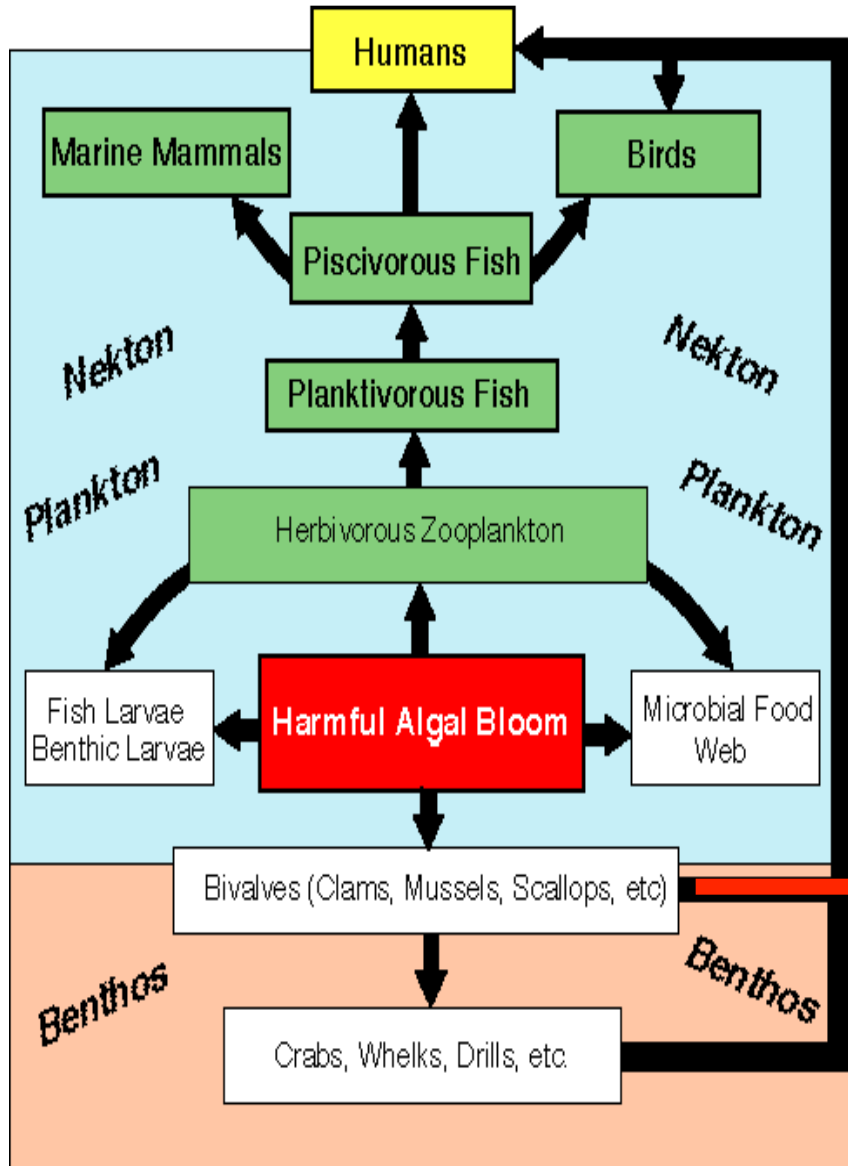 Humans
Marine Mammals
Birds
Piscivorous Fish
Nekton
Nekton
Planktivorous Fish
Plankton
Plankton
Herbivorous Zooplankton
Fish Larvae
Benthic Larvae
Harmful Algal Bloom
Microbial Food
Web
Bivalves (Clams, Mussels, Scallops, etc)
Benthos
Benthos
Crabs, Whelks, Drills, etc.